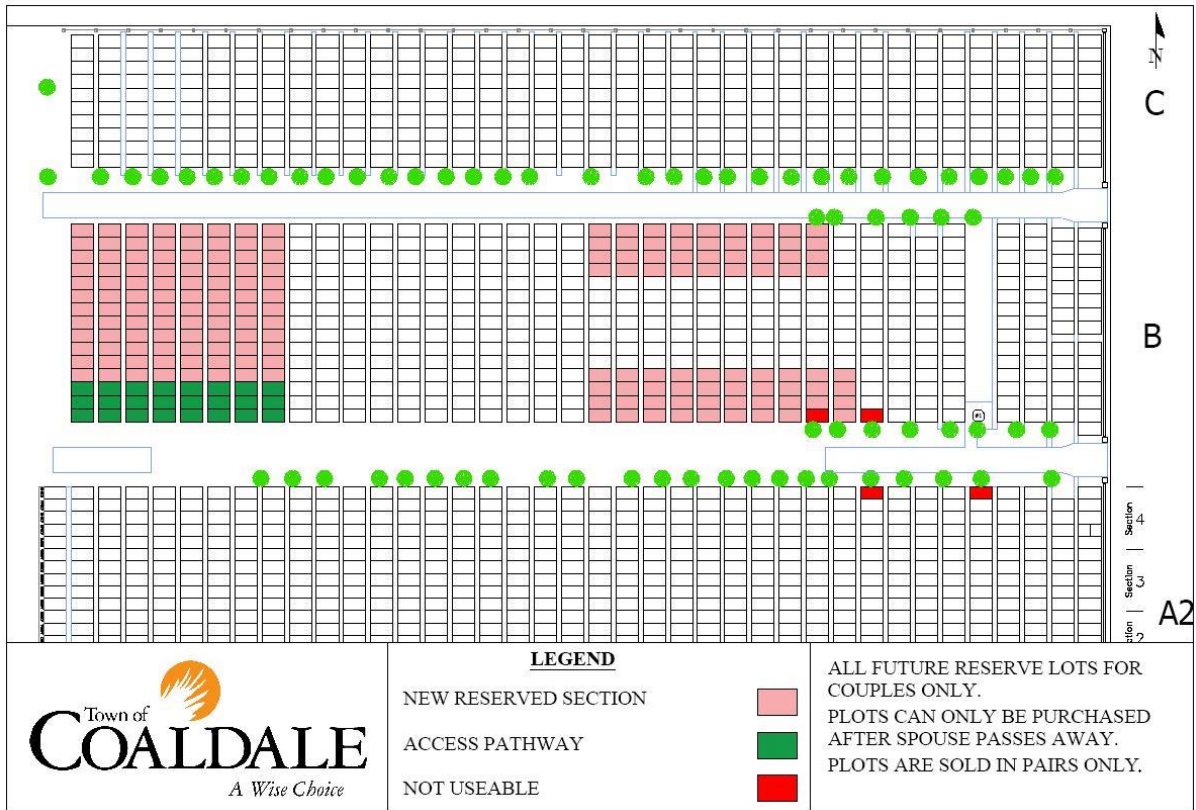 N
C
B
#1
Section
4
Section
3
A2
ction
2
Town of
COALDALE
A Wise Choice
LEGEND
NEW RESERVED SECTION
ACCESS PATHWAY
NOT USEABLE
ALL FUTURE RESERVE LOTS FOR
COUPLES ONLY.
PLOTS CAN ONLY BE PURCHASED
AFTER SPOUSE PASSES AWAY.
PLOTS ARE SOLD IN PAIRS ONLY.